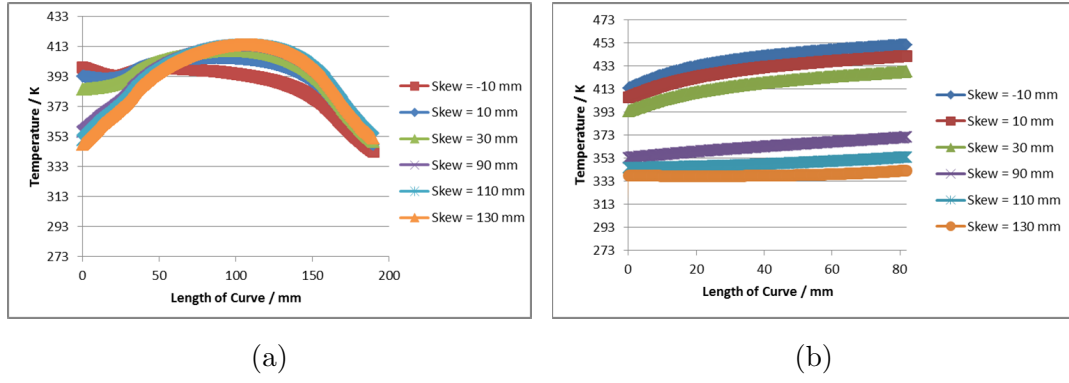 433
413
393
373
353
333
313
293
273
Temperature / K
0
50
100
150
200
Length of Curve / mm
Skew = -10 mm
Skew = 10 mm
Skew = 30 mm
Skew = 90 mm
Skew = 110 mm
Skew = 130 mm
(a)
473
453
433
413
393
373
353
333
313
293
273
Temperature / K
0
20
40
60
80
Length of Curve / mm
Skew = -10 mm
Skew = 10 mm
Skew = 30 mm
Skew = 90 mm
Skew = 110 mm
Skew = 130 mm
(b)